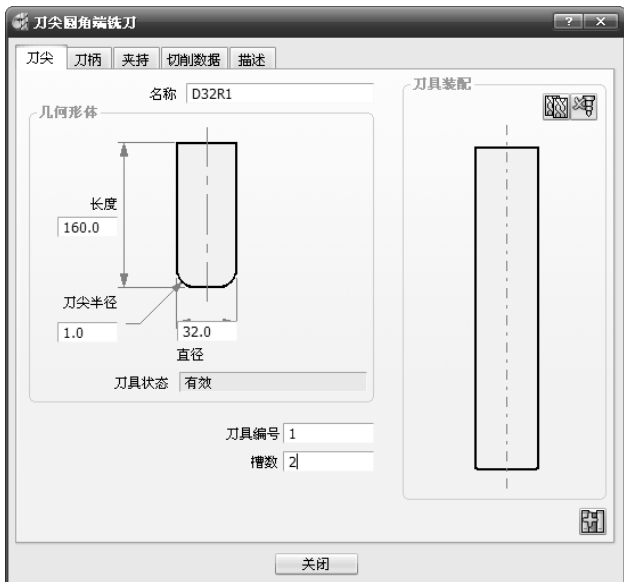 刀尖圆角端铣刀
? ×
刀尖 刀柄 夹持 切削数据 描述
名称 D32R1
几何形体
长度
160.0
刀尖半径
1.0
32.0
直径
刀具状态 有效
刀具编号 1
槽数 2
刀具装配
关闭